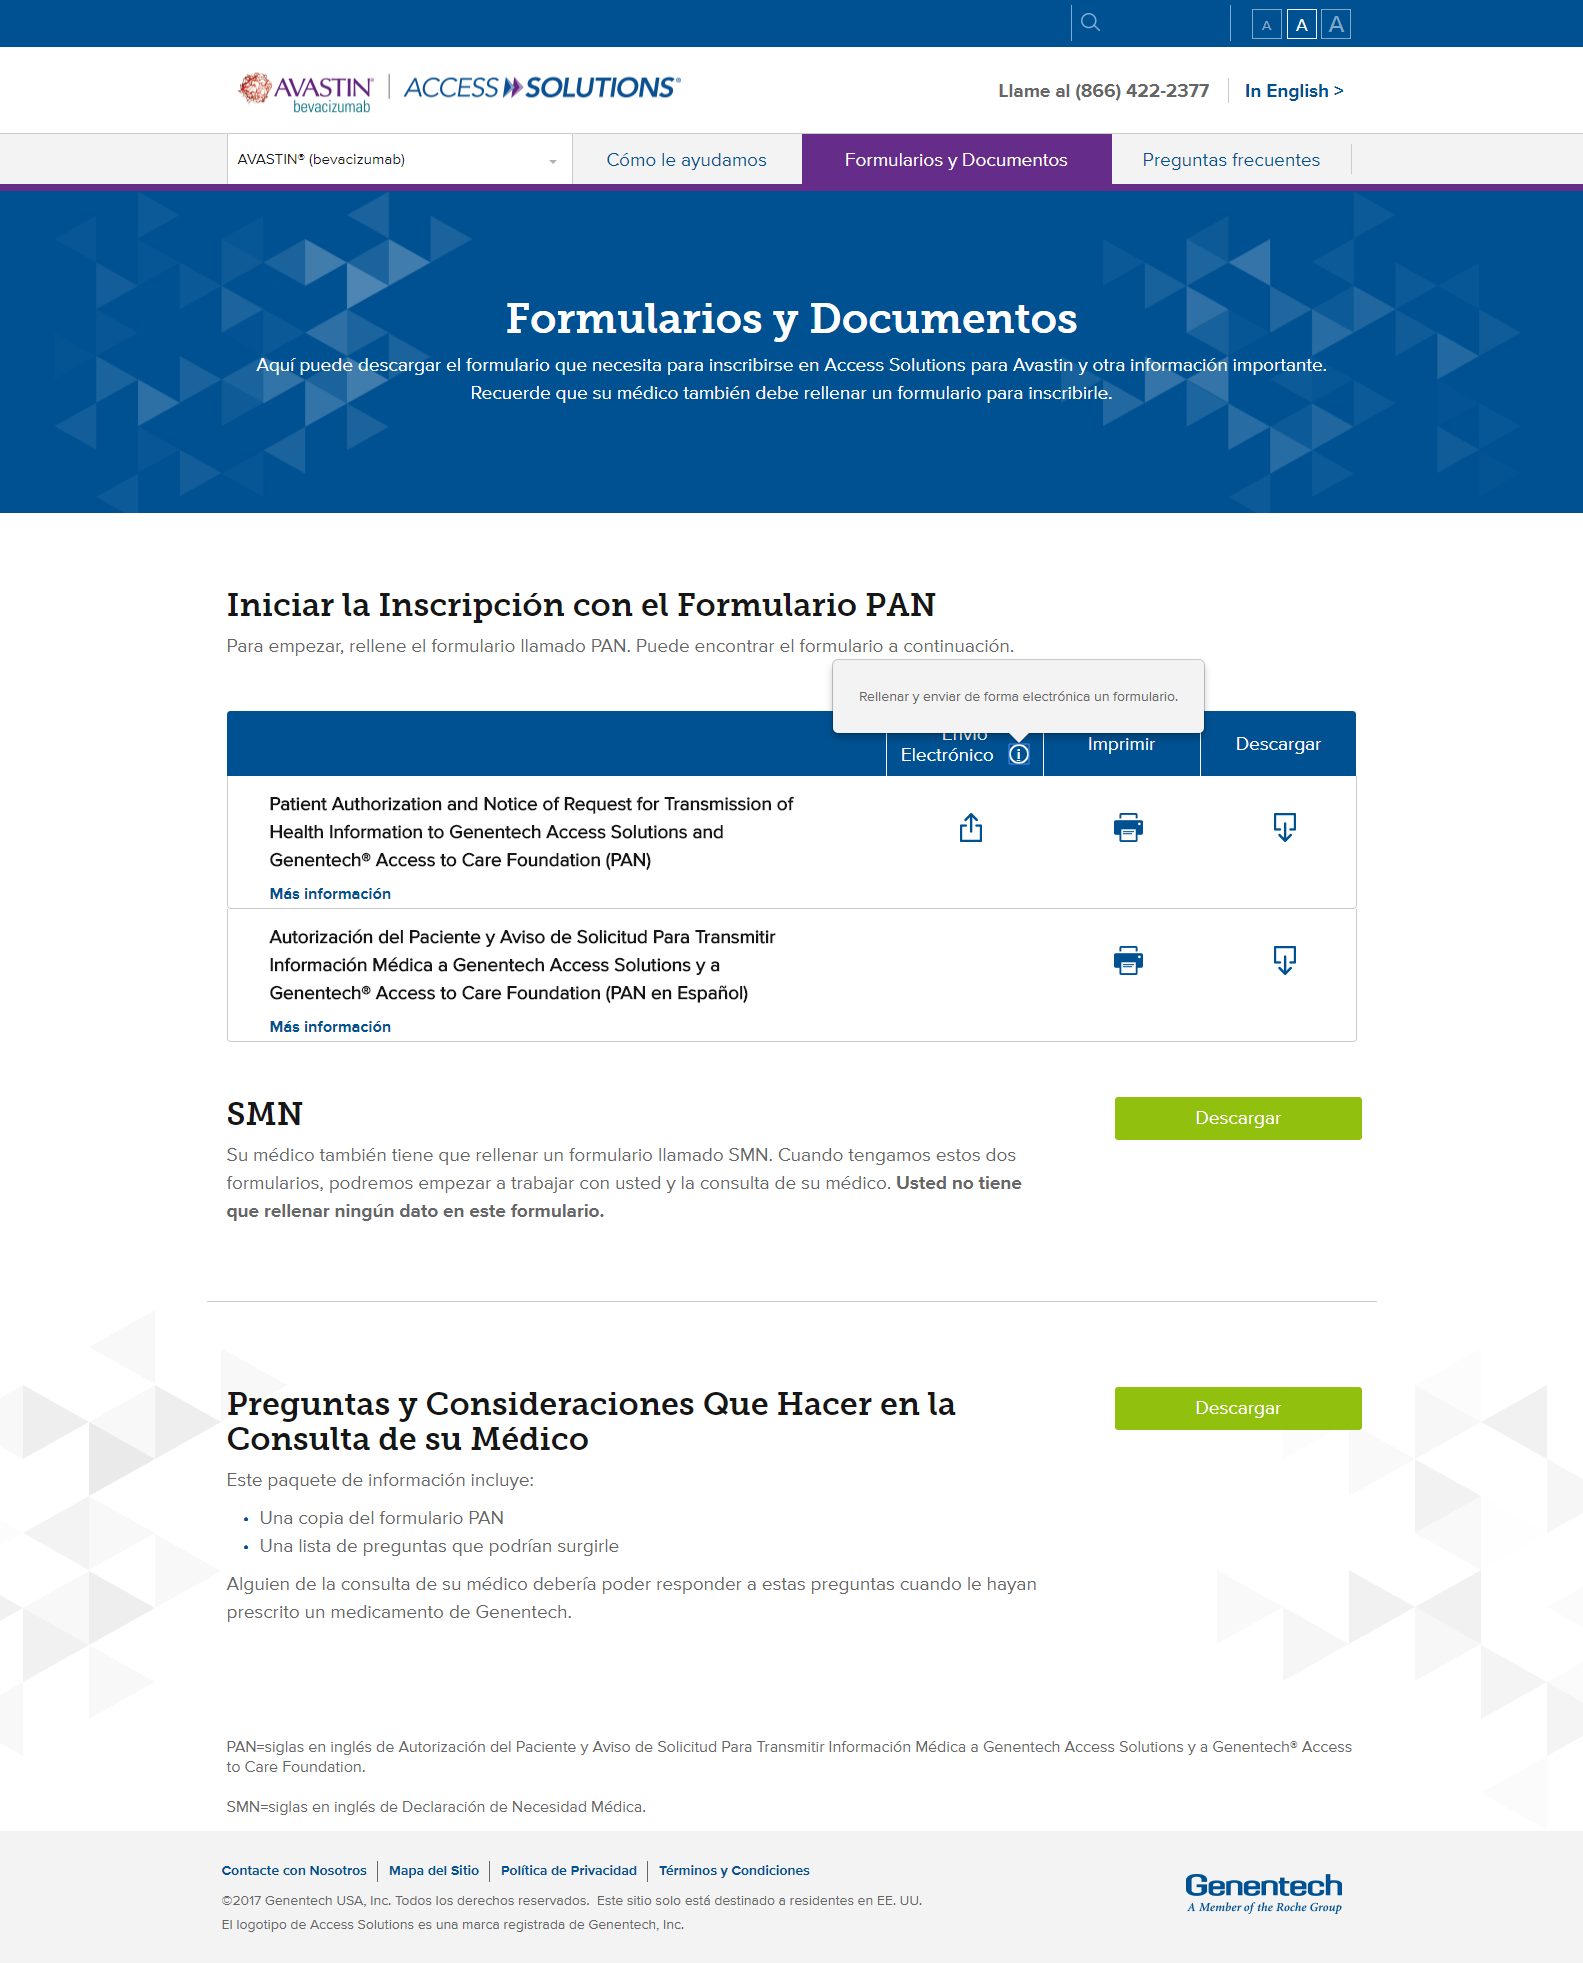 A A A
AVASTIN® | ACCESS SOLUTIONS®
bevacizumab
Llame al (866) 422-2377
In English >
AVASTIN® (bevacizumab)
Cómo le ayudamos
Formularios y Documentos
Preguntas frecuentes
Formularios y Documentos
Aquí puede descargar el formulario que necesita para inscribirse en Access Solutions para Avastin y otra información importante.
Recuerde que su médico también debe rellenar un formulario para inscribirle.
Iniciar la Inscripción con el Formulario PAN
Para empezar, rellene el formulario llamado PAN. Puede encontrar el formulario a continuación.
Rellenar y enviar de forma electrónica un formulario.
Envío
Electrónico
Imprimir
Descargar
Patient Authorization and Notice of Request for Transmission of
Health Information to Genentech Access Solutions and
Genentech® Access to Care Foundation (PAN)
Más información
Autorización del Paciente y Aviso de Solicitud Para Transmitir
Información Médica a Genentech Access Solutions y a
Genentech® Access to Care Foundation (PAN en Español)
Más información
SMN
Descargar
Su médico también tiene que rellenar un formulario llamado SMN. Cuando tengamos estos dos
formularios, podremos empezar a trabajar con usted y la consulta de su médico. Usted no tiene
que rellenar ningún dato en este formulario.
Preguntas y Consideraciones Que Hacer en la
Consulta de su Médico
Descargar
Este paquete de información incluye:
• Una copia del formulario PAN
• Una lista de preguntas que podrían surgirle
Alguien de la consulta de su médico debería poder responder a estas preguntas cuando le hayan
prescrito un medicamento de Genentech.
PAN=siglas en inglés de Autorización del Paciente y Aviso de Solicitud Para Transmitir Información Médica a Genentech Access Solutions y a Genentech® Access
to Care Foundation.
SMN=siglas en inglés de Declaración de Necesidad Médica.
Contacte con Nosotros | Mapa del Sitio | Política de Privacidad | Términos y Condiciones
©2017 Genentech USA, Inc. Todos los derechos reservados. Este sitio solo está destinado a residentes en EE. UU.
El logotipo de Access Solutions es una marca registrada de Genentech, Inc.
Genentech
A Member of the Roche Group